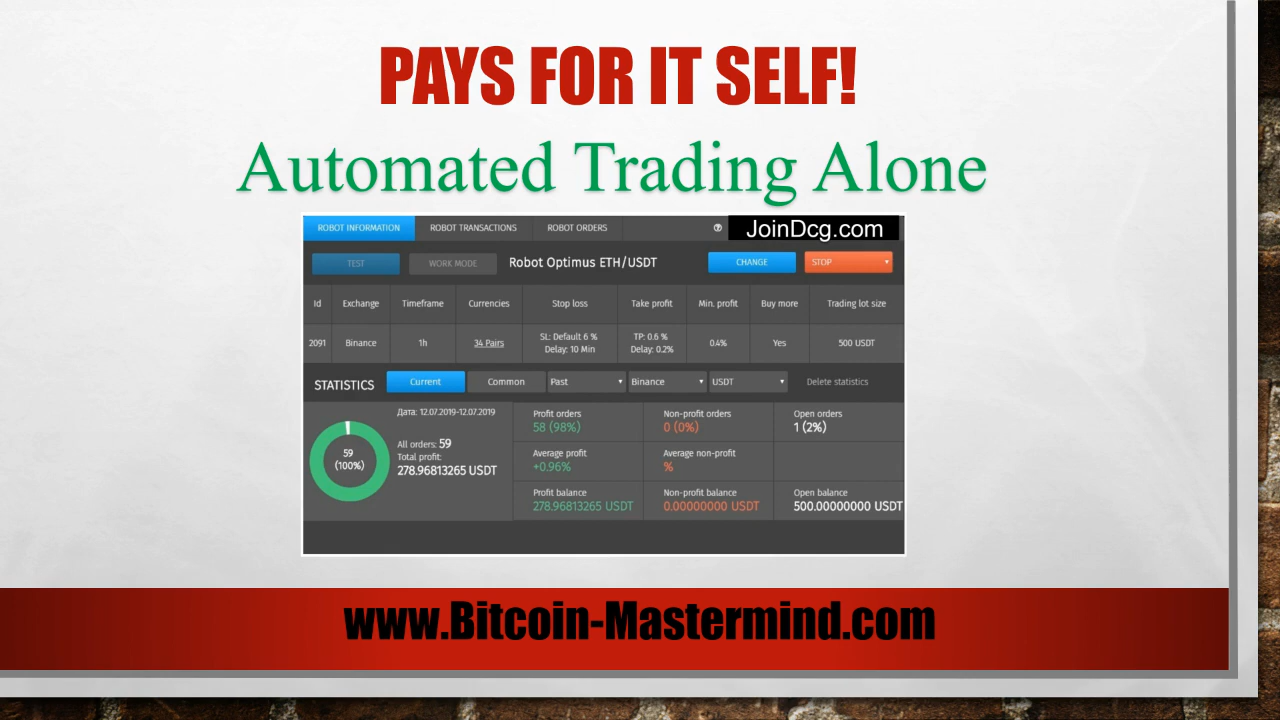 PAYS FOR IT SELF!
Automated Trading Alone
ROBOT INFORMATION ROBOT TRANSACTIONS ROBOT ORDERS ? JoinDcg.com
TEST WORK MODE Robot Optimus ETH/USDT CHANGE STOP
Id Exchange Timeframe Currencies Stop loss Take profit Min. profit Buy more Trading lot size
2091 Binance 1h 34 Pairs SL: Default 6 % TP: 0.6 % 0.4% Yes 500 USDT
Delay: 10 Min Delay: 0.2%
STATISTICS Current Common Past Binance USDT Delete statistics
Дата: 12.07.2019-12.07.2019 Profit orders Non-profit orders Open orders
58 (98%) 0 (0%) 1 (2%)
All orders: 59
59 Total profit: Average profit Average non-profit
(100%) 278.96813265 USDT +0.96% %
Profit balance Non-profit balance Open balance
278.96813265 USDT 0.00000000 USDT 500.00000000 USDT
www.Bitcoin-Mastermind.com